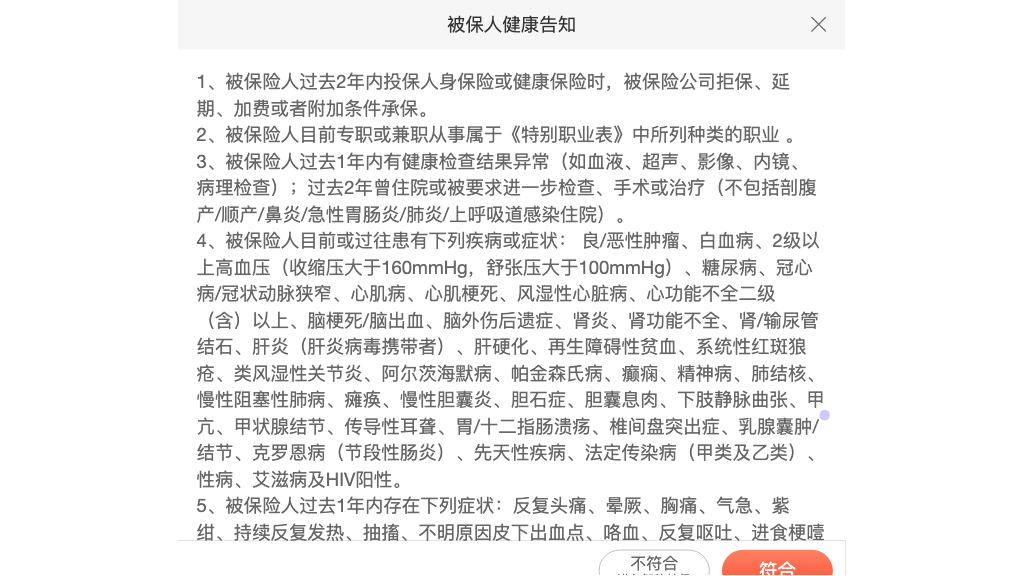 被保人健康告知
1、被保险人过去2年内投保人身保险或健康保险时，被保险公司拒保、延
期、加费或者附加条件承保。
2、被保险人目前专职或兼职从事属于《特别职业表》中所列种类的职业 。
3、被保险人过去1年内有健康检查结果异常（如血液、超声、影像、内镜、
病理检查）；过去2年曾住院或被要求进一步检查、手术或治疗（不包括剖腹
产/顺产/鼻炎/急性胃肠炎/肺炎/上呼吸道感染住院）。
4、被保险人目前或过往患有下列疾病或症状： 良/恶性肿瘤、白血病、2级以
上高血压（收缩压大于160mmHg，舒张压大于100mmHg）、糖尿病、冠心
病/冠状动脉狭窄、心肌病、心肌梗死、风湿性心脏病、心功能不全二级
（含）以上、脑梗死/脑出血、脑外伤后遗症、肾炎、肾功能不全、肾/输尿管
结石、肝炎（肝炎病毒携带者）、肝硬化、再生障碍性贫血、系统性红斑狼
疮、类风湿性关节炎、阿尔茨海默病、帕金森氏病、癫痫、精神病、肺结核、
慢性阻塞性肺病、瘫痪、慢性胆囊炎、胆石症、胆囊息肉、下肢静脉曲张、甲
亢、甲状腺结节、传导性耳聋、胃/十二指肠溃疡、椎间盘突出症、乳腺囊肿/
结节、克罗恩病（节段性肠炎）、先天性疾病、法定传染病（甲类及乙类）、
性病、艾滋病及HIV阳性。
5、被保险人过去1年内存在下列症状：反复头痛、晕厥、胸痛、气急、紫
绀、持续反复发热、抽搐、不明原因皮下出血点、咯血、反复呕吐、进食梗噎
不符合
符合